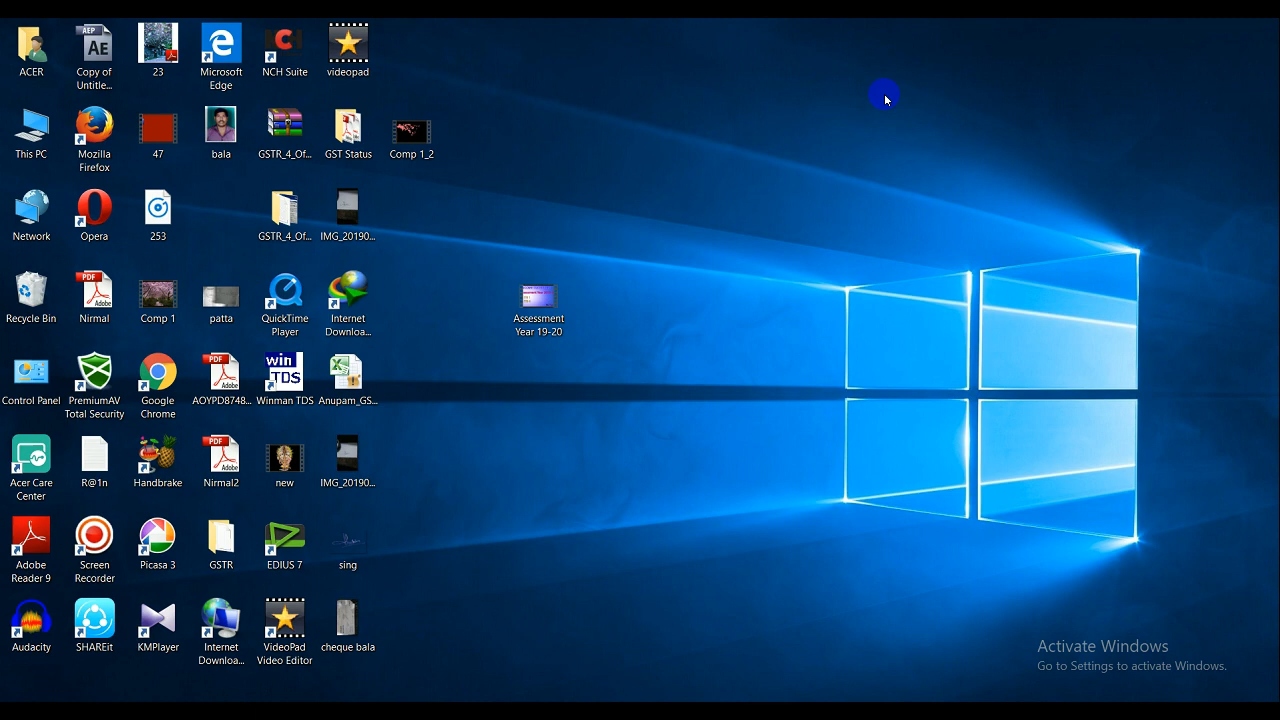 ACER
Copy of
Untitle...
23
Microsoft
Edge
NCH Suite
videopad
This PC
Mozilla
Firefox
47
bala
GSTR_4_Of...
GST Status
Comp 1_2
Network
Opera
253
GSTR_4_Of...
IMG_20190...
Recycle Bin
Nirmal
Comp 1
patta
QuickTime
Player
Internet
Downloa...
Assessment
Year 19-20
Control Panel
PremiumAV
Total Security
Google
Chrome
AOYPD8748...
Winman TDS
Anupam_GS...
Acer Care
Center
R@1n
Handbrake
Nirmal2
new
IMG_20190...
Adobe
Reader 9
Screen
Recorder
Picasa 3
GSTR
EDIUS 7
sing
Audacity
SHAREit
KMPlayer
Internet
Downloa...
VideoPad
Video Editor
cheque bala
Activate Windows
Go to Settings to activate Windows.